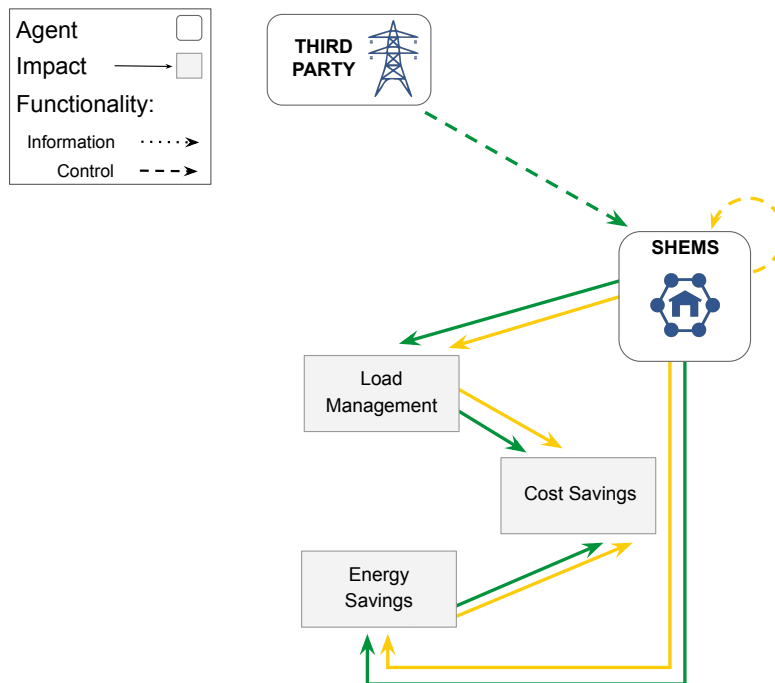 Agent
Impact
Functionality:
Information
Control
THIRD
PARTY
SHEMS
Load
Management
Cost Savings
Energy
Savings